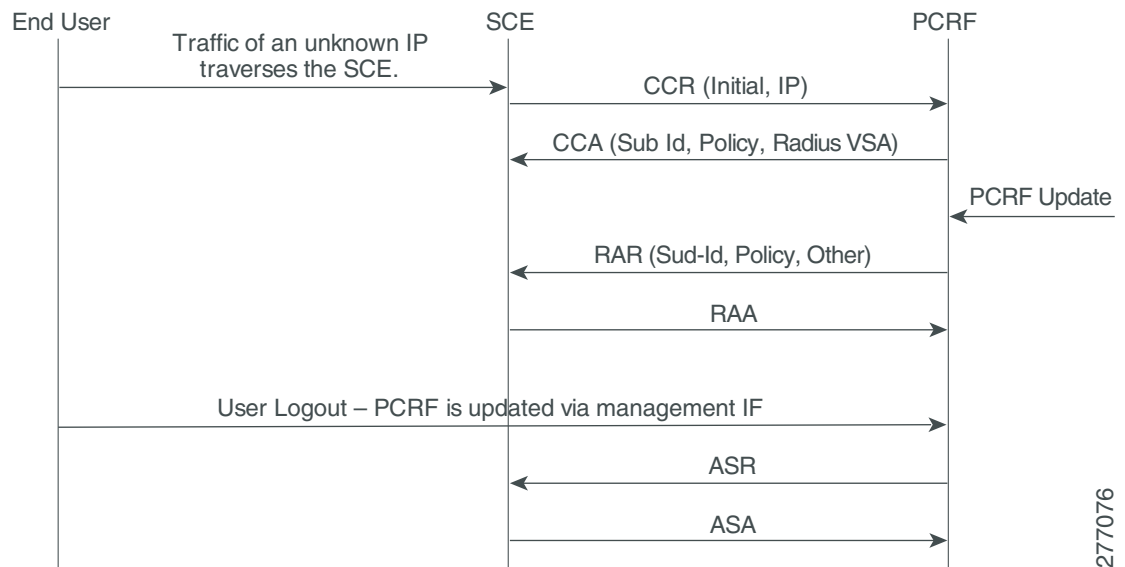 End User
SCE
PCRF
Traffic of an unknown IP
traverses the SCE.
CCR (Initial, IP)
CCA (Sub Id, Policy, Radius VSA)
PCRF Update
RAR (Sud-Id, Policy, Other)
RAA
User Logout – PCRF is updated via management IF
ASR
ASA
277076